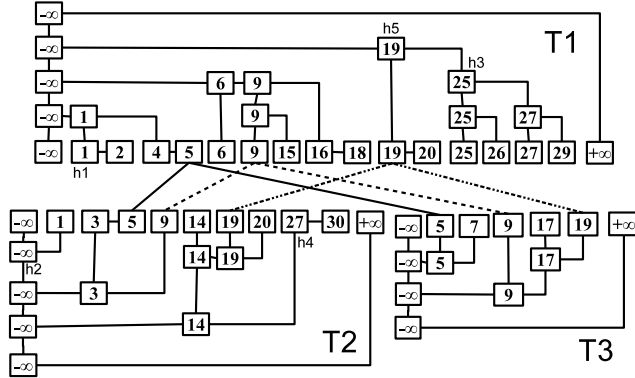 -∞
h5
T1
-∞ 19
h3
-∞ 6 9 25
-∞ 1 9 25 27
-∞ 1 2 4 5 6 9 15 16 18 19 20 25 26 27 29 +∞
h1
-∞ 1 3 5 9 14 19 20 27 30 +∞ -∞ 5 7 9 17 19 +∞
h4
-∞ 14 19 -∞ 5 17
h2
-∞ 3 -∞ 9
-∞ 14 -∞
T2 T3
-∞